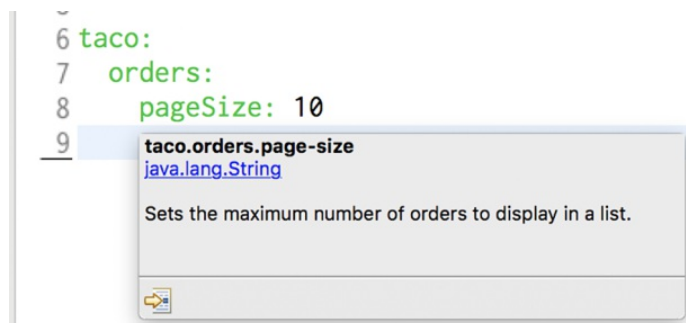 6 taco:
7 orders:
8 pageSize: 10
9
taco.orders.page-size
java.lang.String
Sets the maximum number of orders to display in a list.